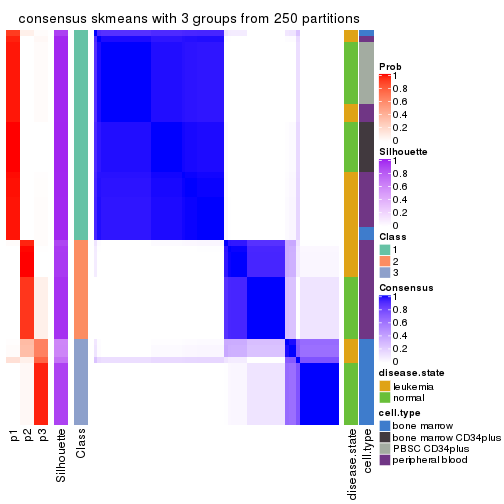 consensus skmeans with 3 groups from 250 partitions
Prob
1
0.8
0.6
0.4
0.2
0
Silhouette
1
0.8
0.6
0.4
0.2
0
Class
1
2
3
Consensus
1
0.8
0.6
0.4
0.2
0
disease.state
leukemia
normal
cell.type
bone marrow
bone marrow CD34plus
PBSC CD34plus
peripheral blood
p1
p2
p3
Silhouette
Class
disease.state
cell.type